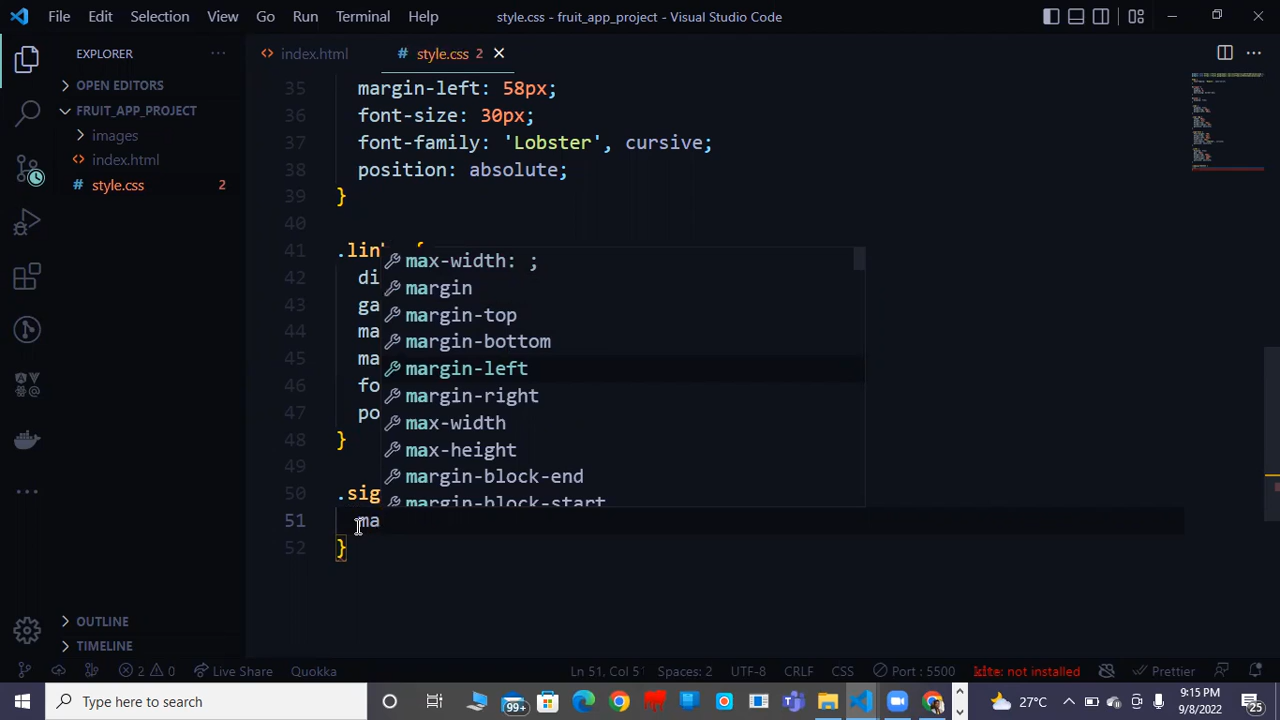 File Edit Selection View Go Run Terminal Help style.css - fruit_app_project - Visual Studio Code
EXPLORER
index.html
# style.css 2
OPEN EDITORS
FRUIT_APP_PROJECT
images
index.html
# style.css 2
OUTLINE
TIMELINE
35 margin-left: 58px;
36 font-size: 30px;
37 font-family: 'Lobster', cursive;
38 position: absolute;
39 }
40
41 .lin {
42 di
43 ga
44 ma
45 ma
46 fo
47 po
48 }
49
50 .sig
51 ma
52 }
max-width: ;
margin
margin-top
margin-bottom
margin-left
margin-right
max-width
max-height
margin-block-end
margin-block-start
2 0 Live Share Quokka Ln 51, Col 5 Spaces: 2 UTF-8 CRLF CSS Port : 5500 kite: not installed Prettier
Type here to search 99+ 27°C 9:15 PM
9/8/2022 25